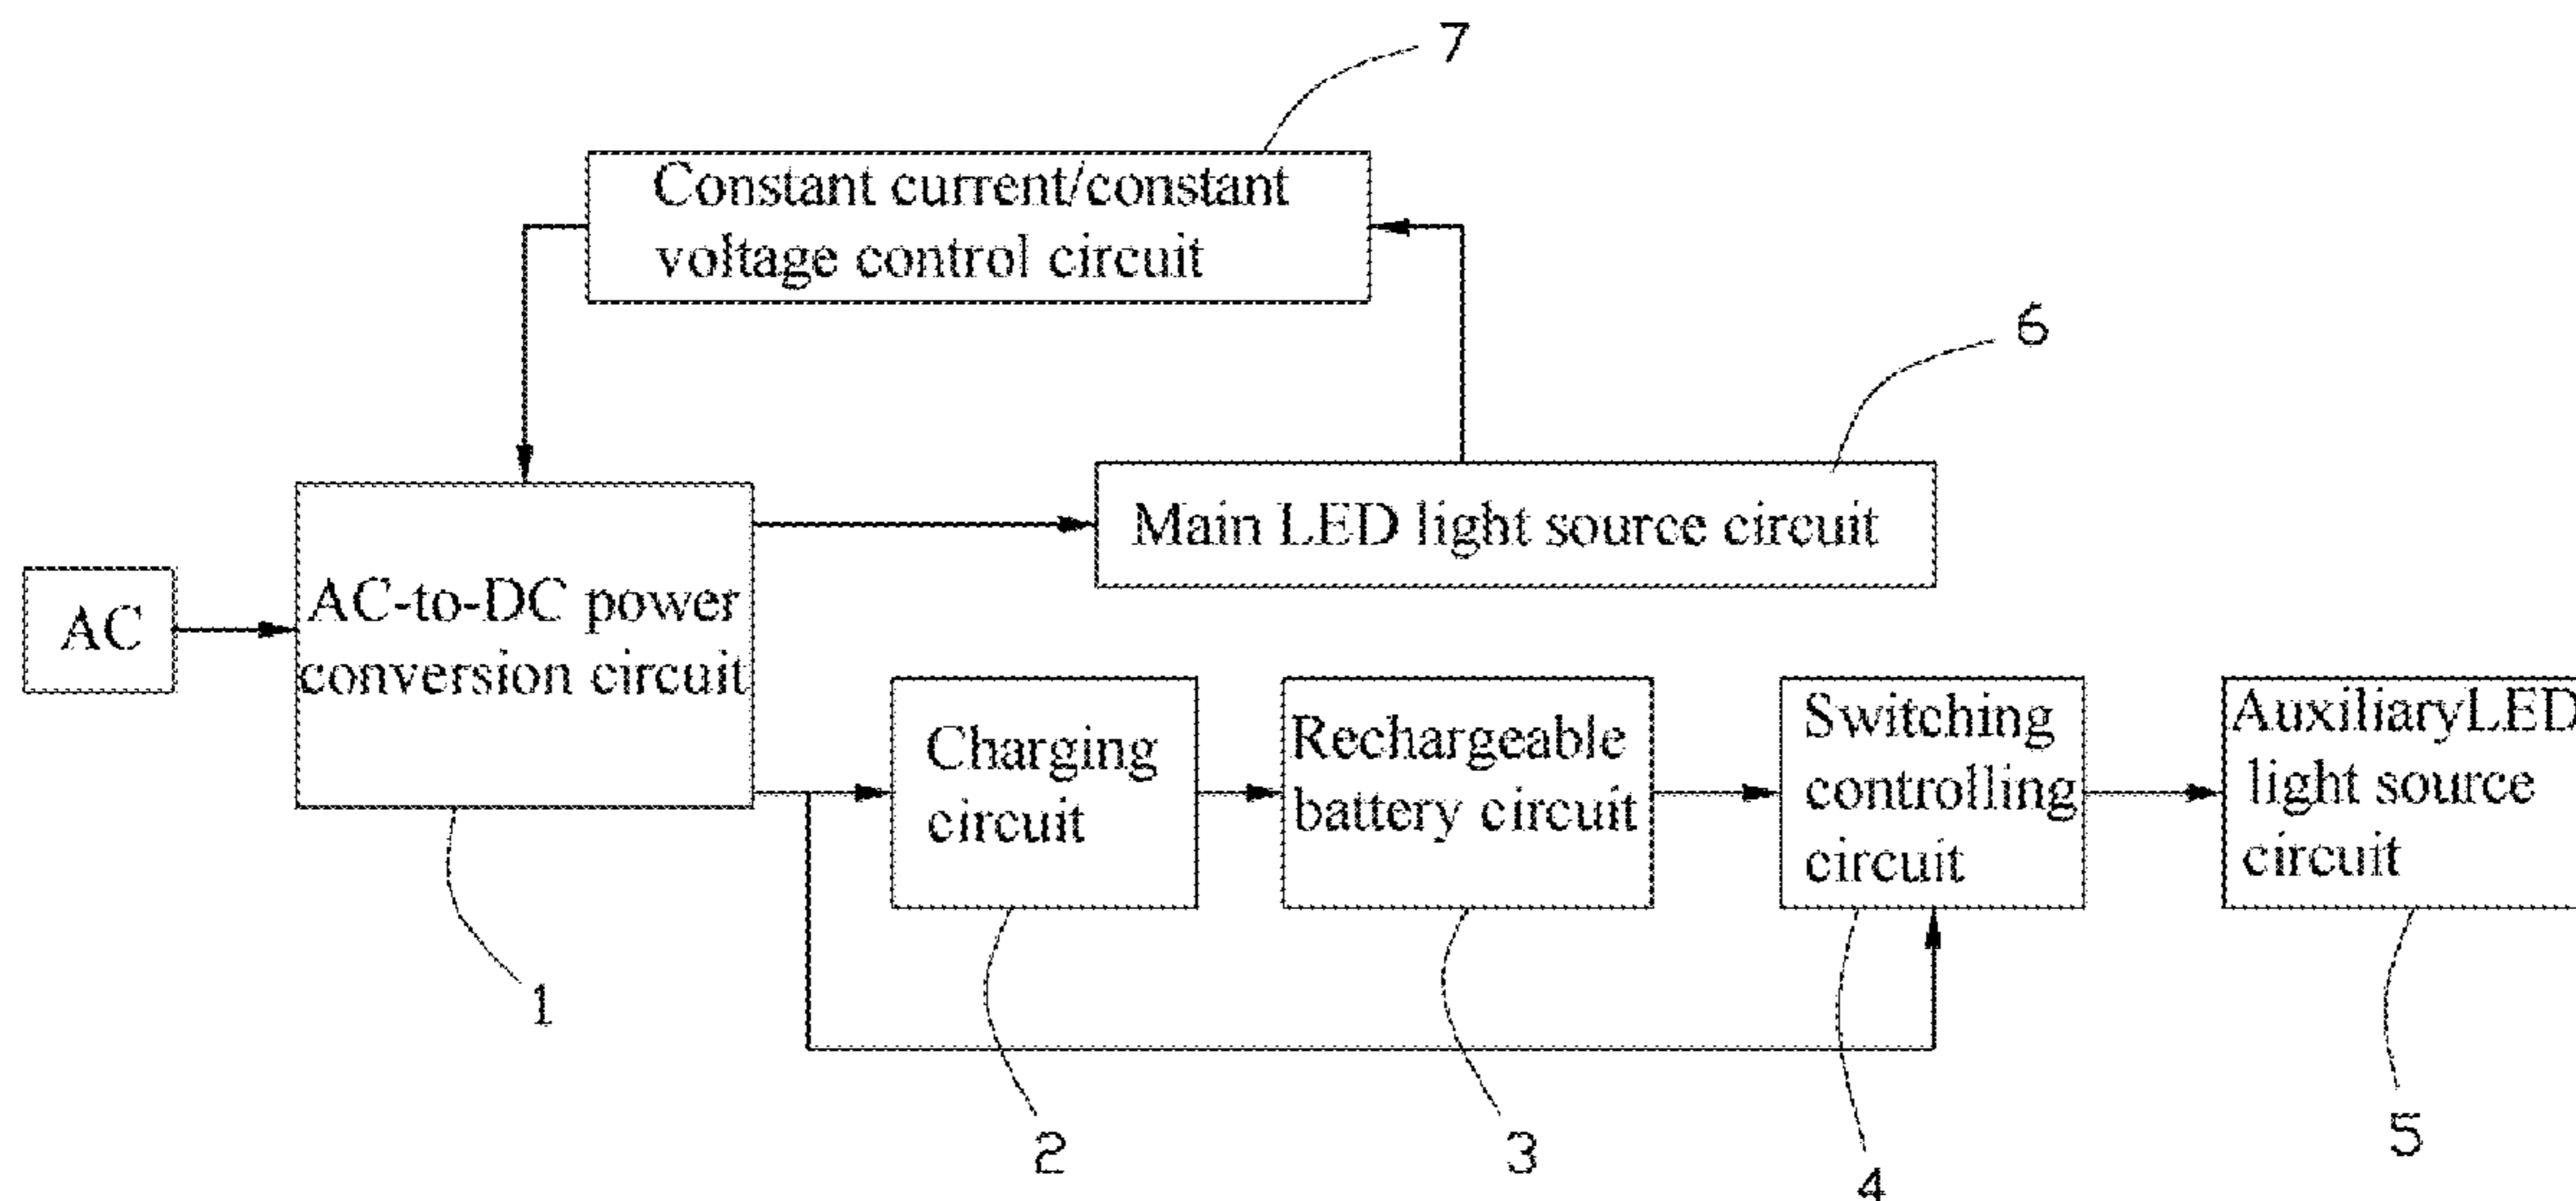 7
Constant current/constant
voltage control circuit
6
Main LED light source circuit
AC
AC-to-DC power
conversion circuit
1
Charging
circuit
2
Rechargeable
battery circuit
3
Switching
controlling
circuit
4
AuxiliaryLED
light source
circuit
5